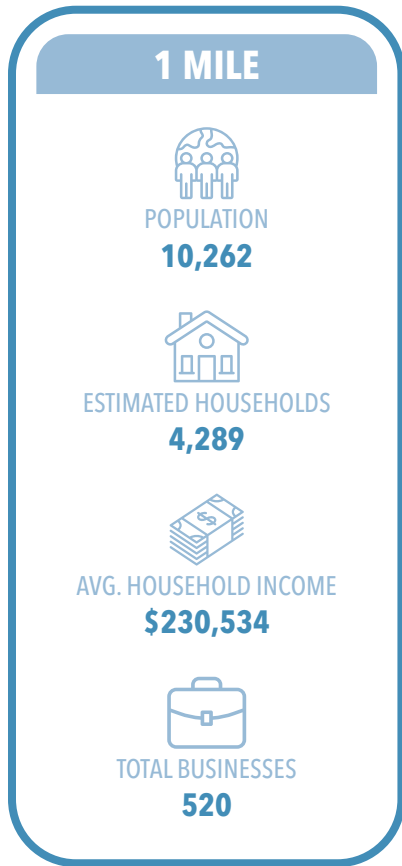 1 MILE
POPULATION
10,262
ESTIMATED HOUSEHOLDS
4,289
$
AVG. HOUSEHOLD INCOME
$230,534
TOTAL BUSINESSES
520